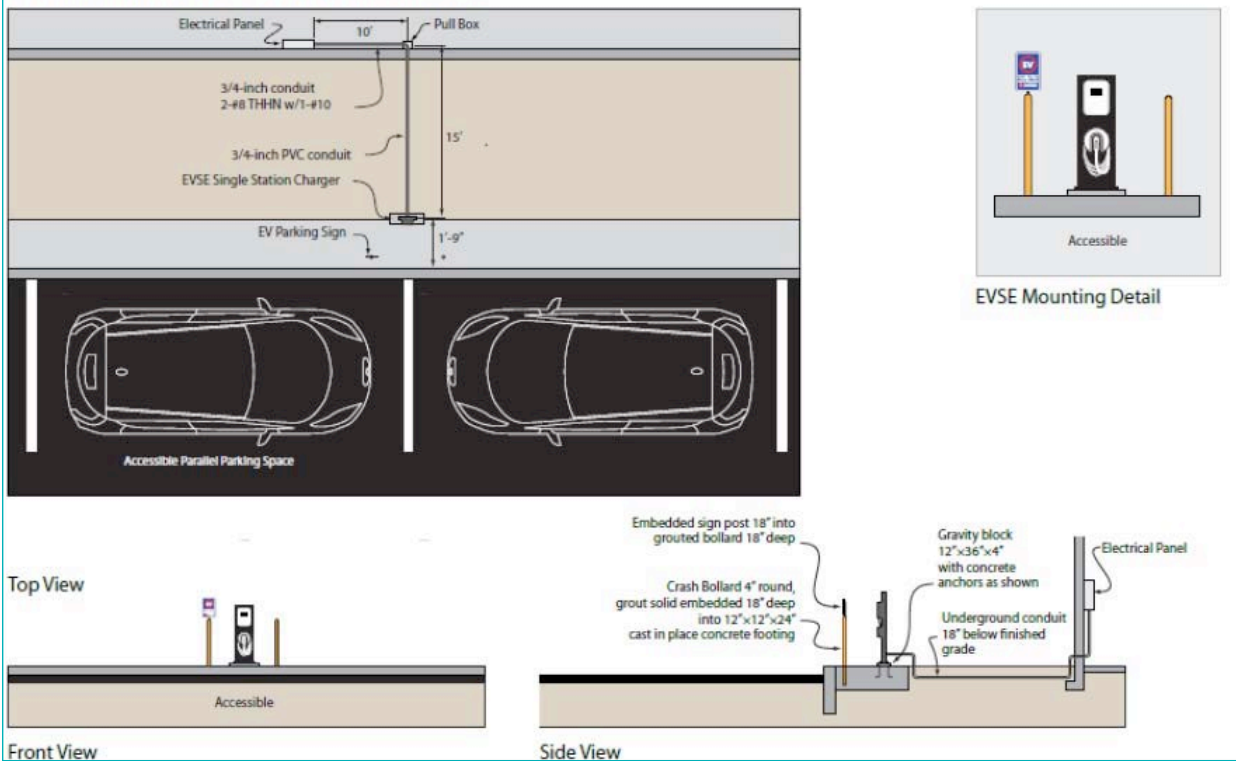 Electrical Panel
10'
Pull Box
3/4-inch conduit
2-#8 THHN w/1-#10
15'
3/4-inch PVC conduit
EVSE Single Station Charger
EV Parking Sign
1'-9"
Accessible Parallel Parking Space
Top View
EV
Accessible
EVSE Mounting Detail
Accessible
Front View
Embedded sign post 18" into
grouted bollard 18" deep
Crash Bollard 4" round,
grout solid embedded 18" deep
into 12"×12"×24"
cast in place concrete footing
Gravity block
12"×36"×4"
with concrete
anchors as shown
Electrical Panel
Underground conduit
18" below finished
grade
Side View